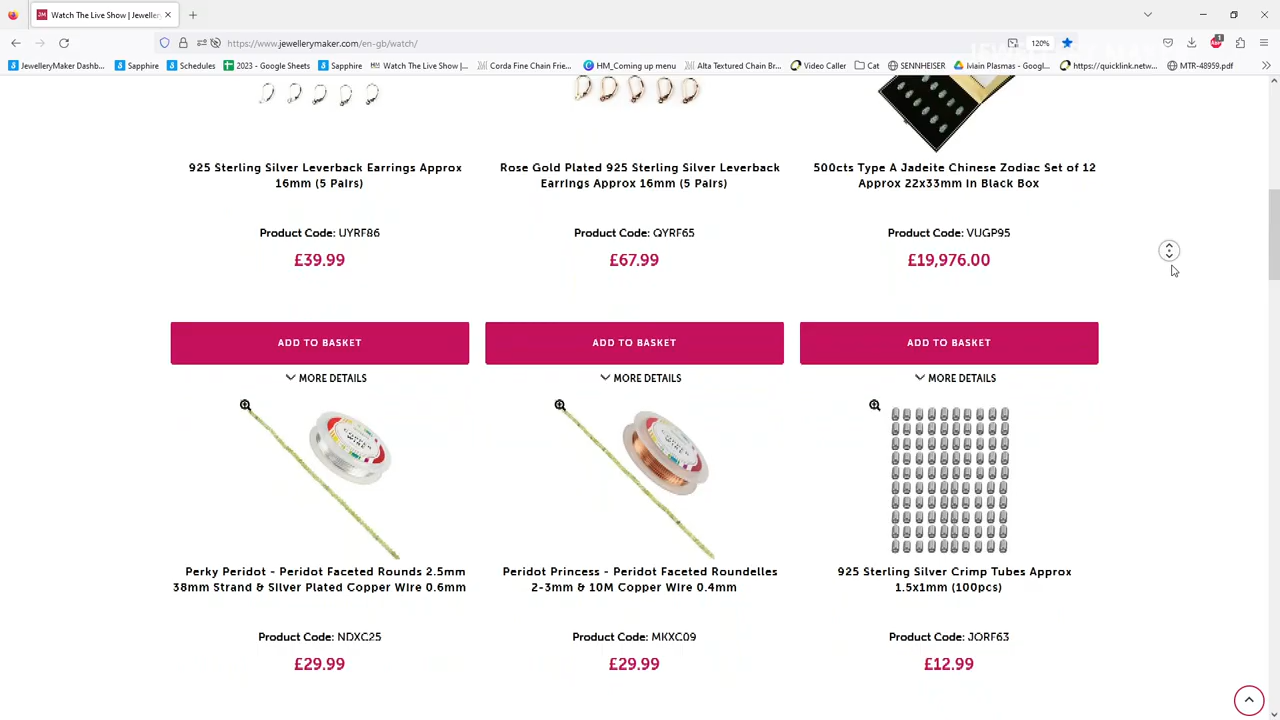 Watch The Live Show | Jeweller
https://www.jewellerymaker.com/en-gb/watch/
120%
JewelleryMaker Dashb...
Sapphire
Schedules
2023 - Google Sheets
Sapphire
Watch The Live Show |...
Corda Fine Chain Frie...
HM_Coming up menu
Alta Textured Chain Br...
Video Caller
Cat
SENNHEISER
Iviain Plasmas - Googl...
https://quicklink.netw...
MTR-48959.pdf
925 Sterling Silver Leverback Earrings Approx
16mm (5 Pairs)
Product Code: UYRF86
£39.99
ADD TO BASKET
MORE DETAILS
Rose Gold Plated 925 Sterling Silver Leverback
Earrings Approx 16mm (5 Pairs)
Product Code: QYRF65
£67.99
ADD TO BASKET
MORE DETAILS
500cts Type A Jadeite Chinese Zodiac Set of 12
Approx 22x33mm in Black Box
Product Code: VUGP95
£19,976.00
ADD TO BASKET
MORE DETAILS
Perky Peridot - Peridot Faceted Rounds 2.5mm
38mm Strand & Silver Plated Copper Wire 0.6mm
Product Code: NDXC25
£29.99
Peridot Princess - Peridot Faceted Roundelles
2-3mm & 10M Copper Wire 0.4mm
Product Code: MKXC09
£29.99
925 Sterling Silver Crimp Tubes Approx
1.5x1mm (100pcs)
Product Code: JORF63
£12.99